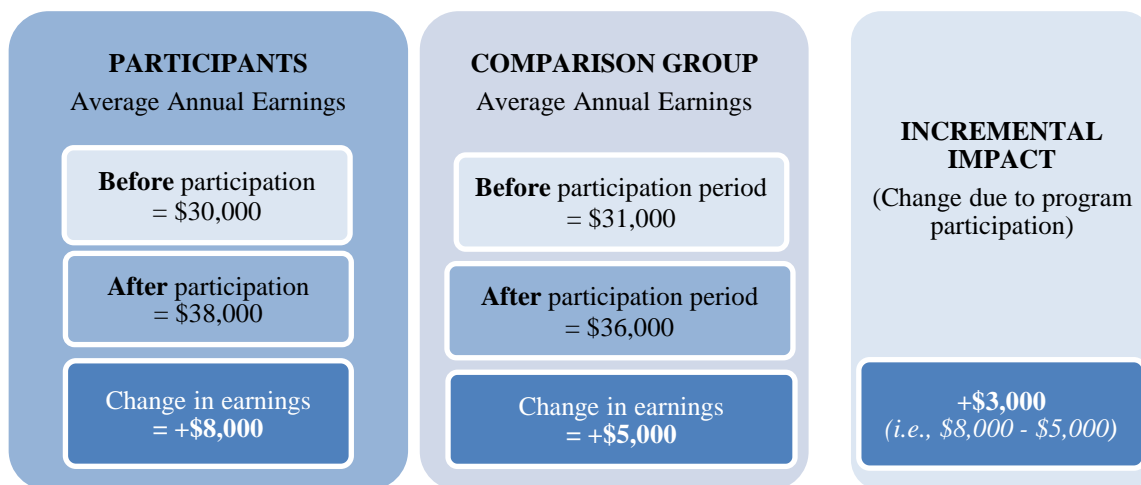 PARTICIPANTS
Average Annual Earnings
Before participation
= $30,000
After participation
= $38,000
Change in earnings
= +$8,000
COMPARISON GROUP
Average Annual Earnings
Before participation period
= $31,000
After participation period
= $36,000
Change in earnings
= +$5,000
INCREMENTAL
IMPACT
(Change due to program
participation)
+$3,000
(i.e., $8,000 - $5,000)